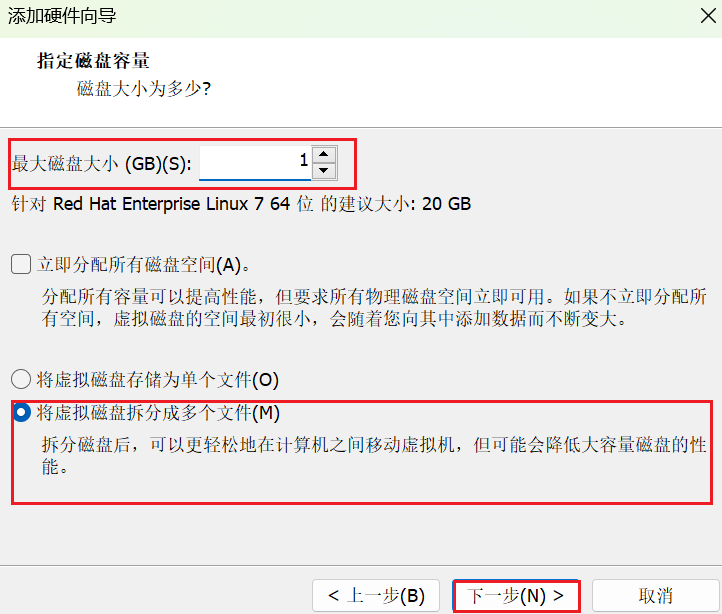 添加硬件向导
指定磁盘容量
磁盘大小为多少?
最大磁盘大小 (GB)(S): 1
针对 Red Hat Enterprise Linux 7 64 位 的建议大小: 20 GB
立即分配所有磁盘空间(A)。
分配所有容量可以提高性能，但要求所有物理磁盘空间立即可用。如果不立即分配所
有空间，虚拟磁盘的空间最初很小，会随着您向其中添加数据而不断变大。
将虚拟磁盘存储为单个文件(O)
将虚拟磁盘拆分成多个文件(M)
拆分磁盘后，可以更轻松地在计算机之间移动虚拟机，但可能会降低大容量磁盘的性
能。
< 上一步(B) 下一步(N) > 取消